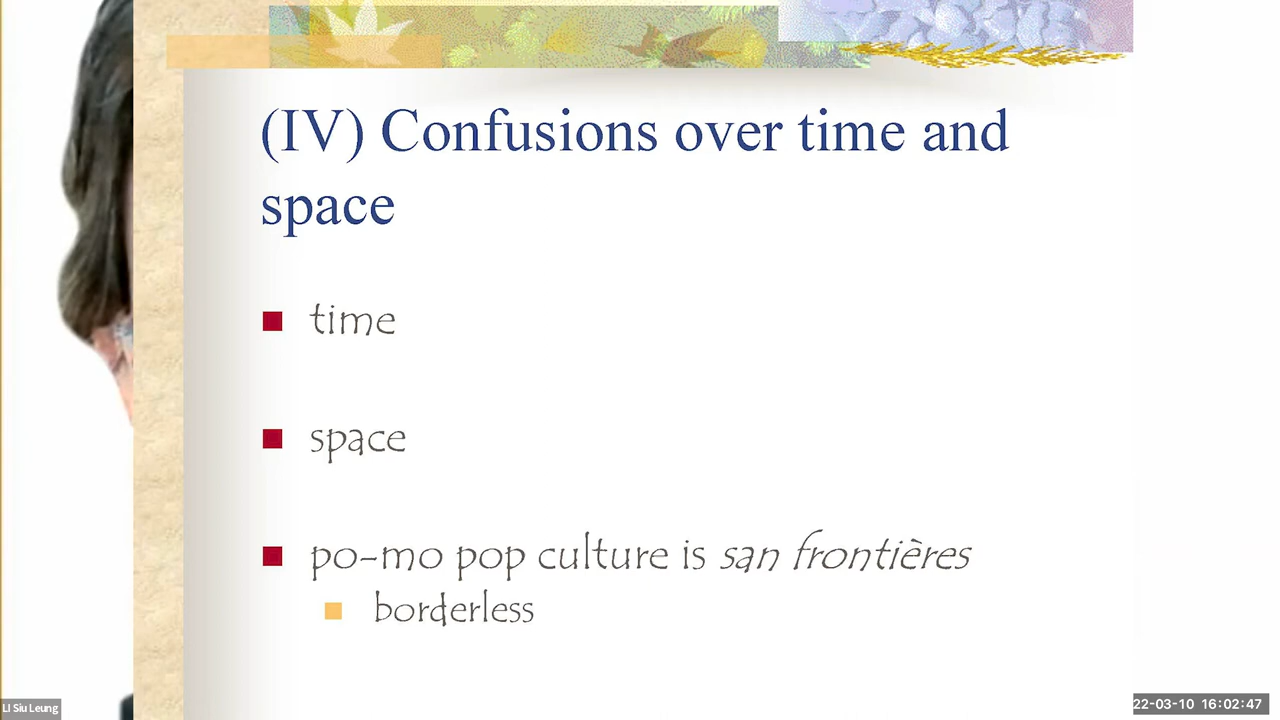 (IV) Confusions over time and
space
time
space
po-mo pop culture is san frontières
borderless
LI Siu Leung
22-03-10 16:02:47